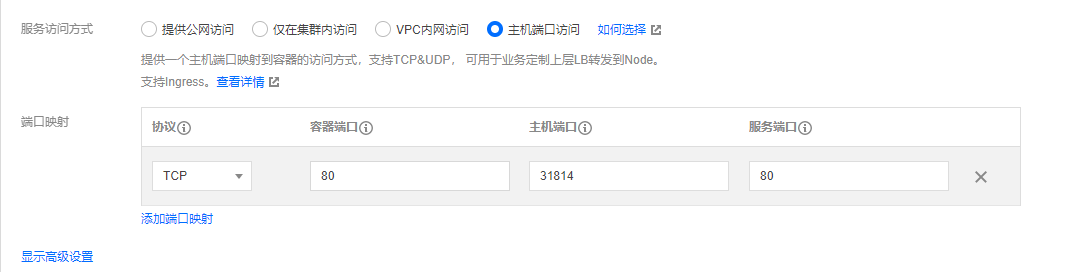 服务访问方式 提供公网访问 仅在集群内访问 VPC内网访问 主机端口访问 如何选择
提供一个主机端口映射到容器的访问方式，支持TCP&UDP， 可用于业务定制上层LB转发到Node。
支持Ingress。查看详情
端口映射 协议 容器端口 主机端口 服务端口
TCP 80 31814 80
添加端口映射
显示高级设置